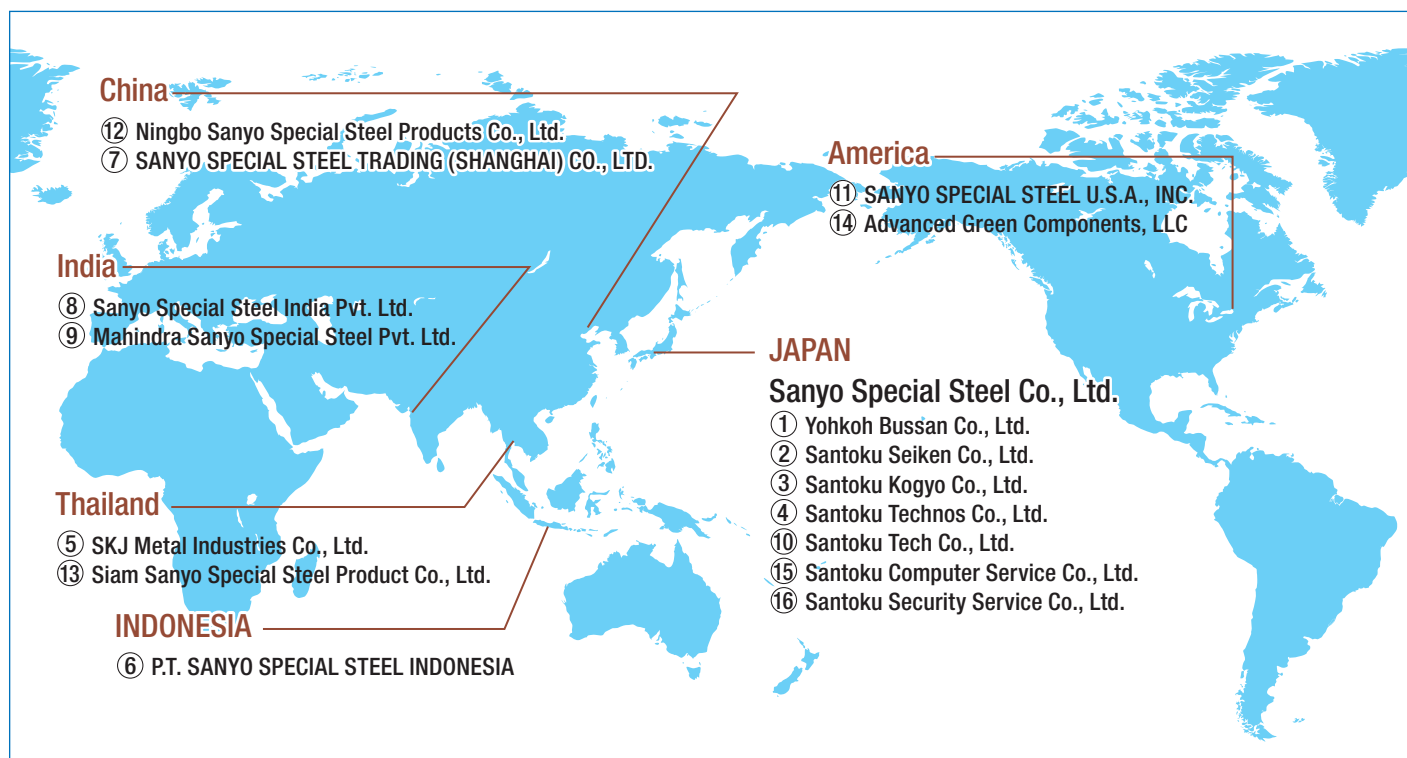 China
⑫ Ningbo Sanyo Special Steel Products Co., Ltd.
⑦ SANYO SPECIAL STEEL TRADING (SHANGHAI) CO., LTD.
America
⑪ SANYO SPECIAL STEEL U.S.A., INC.
⑭ Advanced Green Components, LLC
India
⑧ Sanyo Special Steel India Pvt. Ltd.
⑨ Mahindra Sanyo Special Steel Pvt. Ltd.
JAPAN
Sanyo Special Steel Co., Ltd.
① Yohkoh Bussan Co., Ltd.
② Santoku Seiken Co., Ltd.
③ Santoku Kogyo Co., Ltd.
④ Santoku Technos Co., Ltd.
⑩ Santoku Tech Co., Ltd.
⑮ Santoku Computer Service Co., Ltd.
⑯ Santoku Security Service Co., Ltd.
Thailand
⑤ SKJ Metal Industries Co., Ltd.
⑬ Siam Sanyo Special Steel Product Co., Ltd.
INDONESIA
⑥ P.T. SANYO SPECIAL STEEL INDONESIA